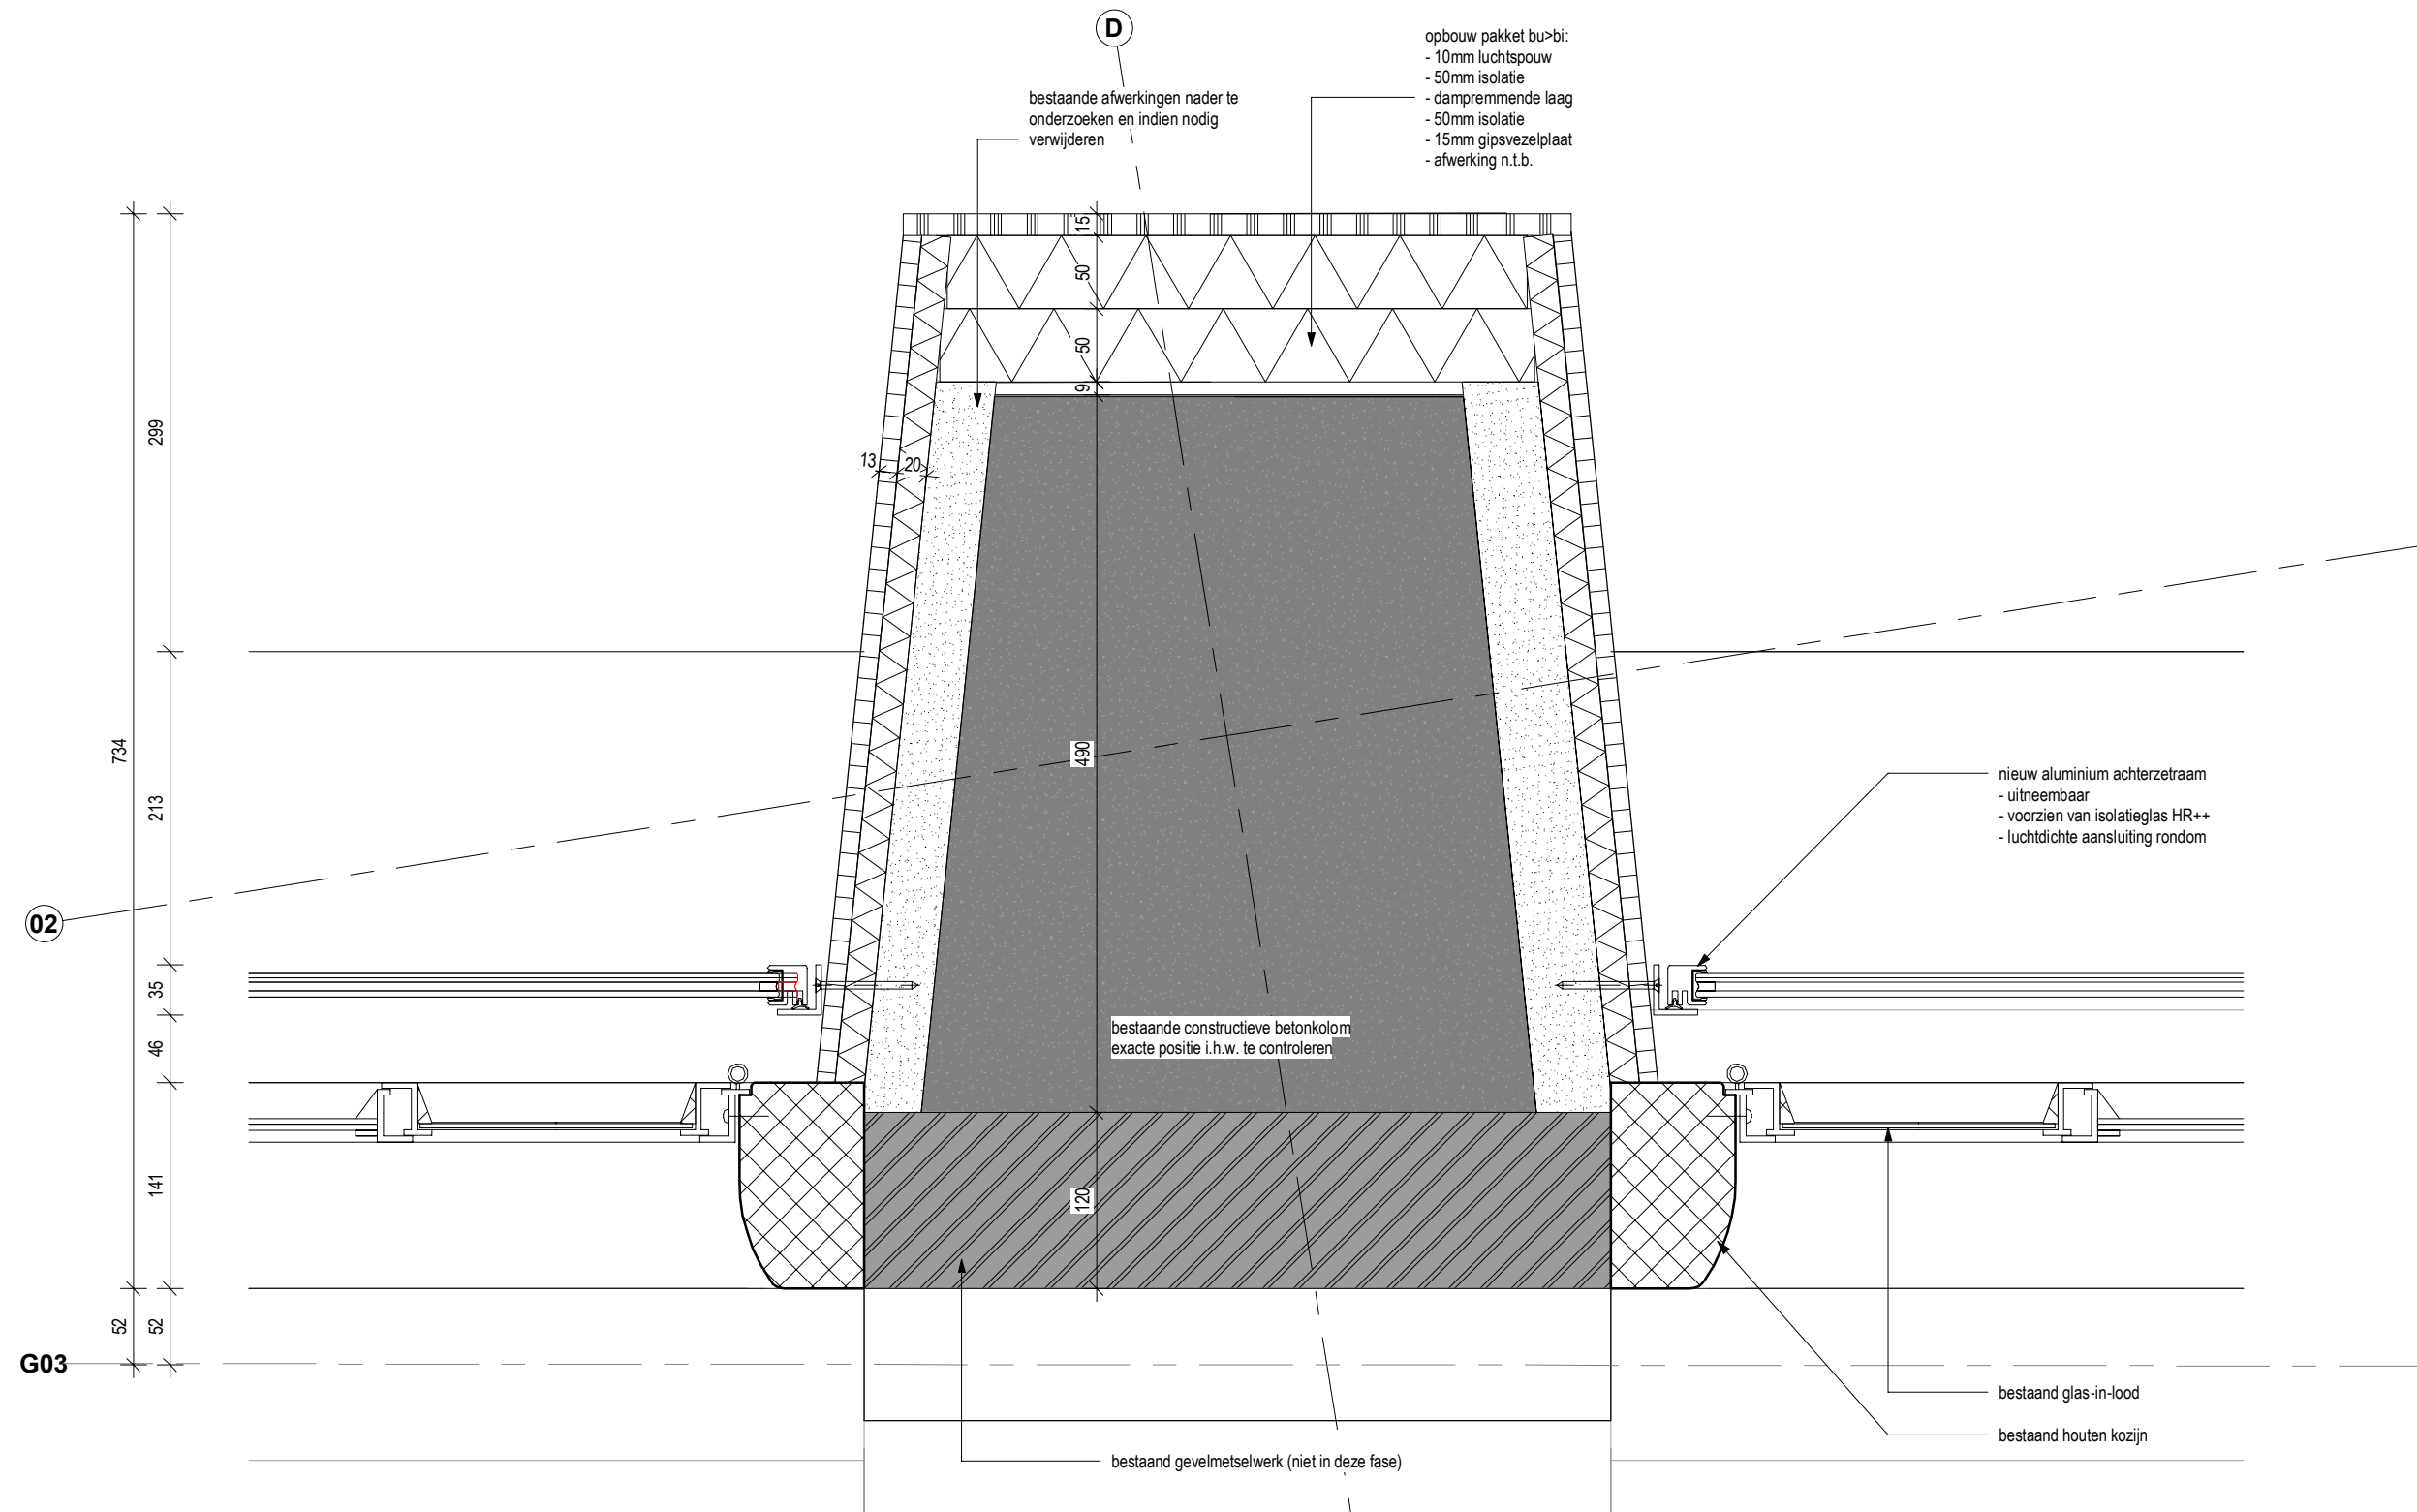 D
opbouw pakket bu>bi:
- 10mm luchtspouw
- 50mm isolatie
- dampremmende laag
- 50mm isolatie
- 15mm gipsvezelplaat
- afwerking n.t.b.
bestaande afwerkingen nader te
onderzoeken en indien nodig
verwijderen
15
50
50
9
299
13
20
734
213
490
nieuw aluminium achterzetraam
- uitneembaar
- voorzien van isolatieglas HR++
- luchtdichte aansluiting rondom
02
35
46
bestaande constructieve betonkolom
exacte positie i.h.w. te controleren
141
120
52
52
G03
bestaand glas-in-lood
bestaand houten kozijn
bestaand gevelmetselwerk (niet in deze fase)